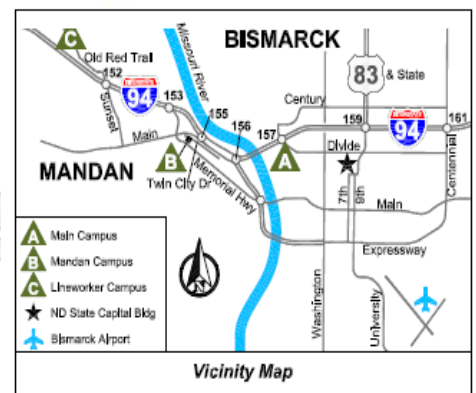 BISMARCK
C
Old Red Trail
Missouri River
83
& State
152
94
153
155
156
157
Century
159
94
161
Sunset
Main
B
Twin City Dr
Memorial Hwy
A
Divide
7th
9th
Centennial
MANDAN
Main
Expressway
Washington
University
A Main Campus
B Mandan Campus
C Lineworker Campus
ND State Capital Bldg
Bismarck Airport
N
Vicinity Map